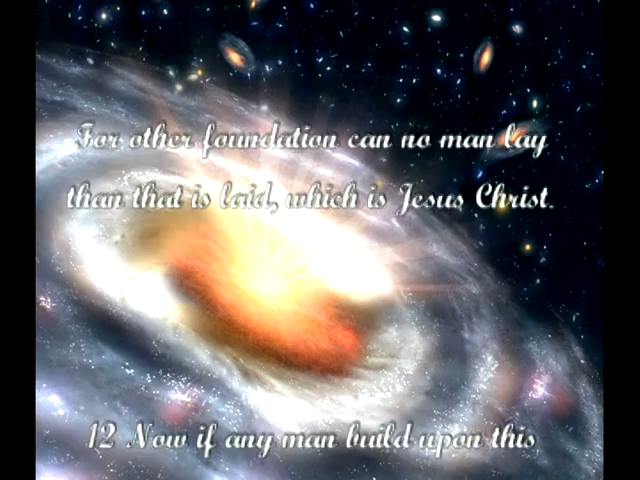 For other foundation can no man lay
than that is laid, which is Jesus Christ.
12 Now if any man build upon this